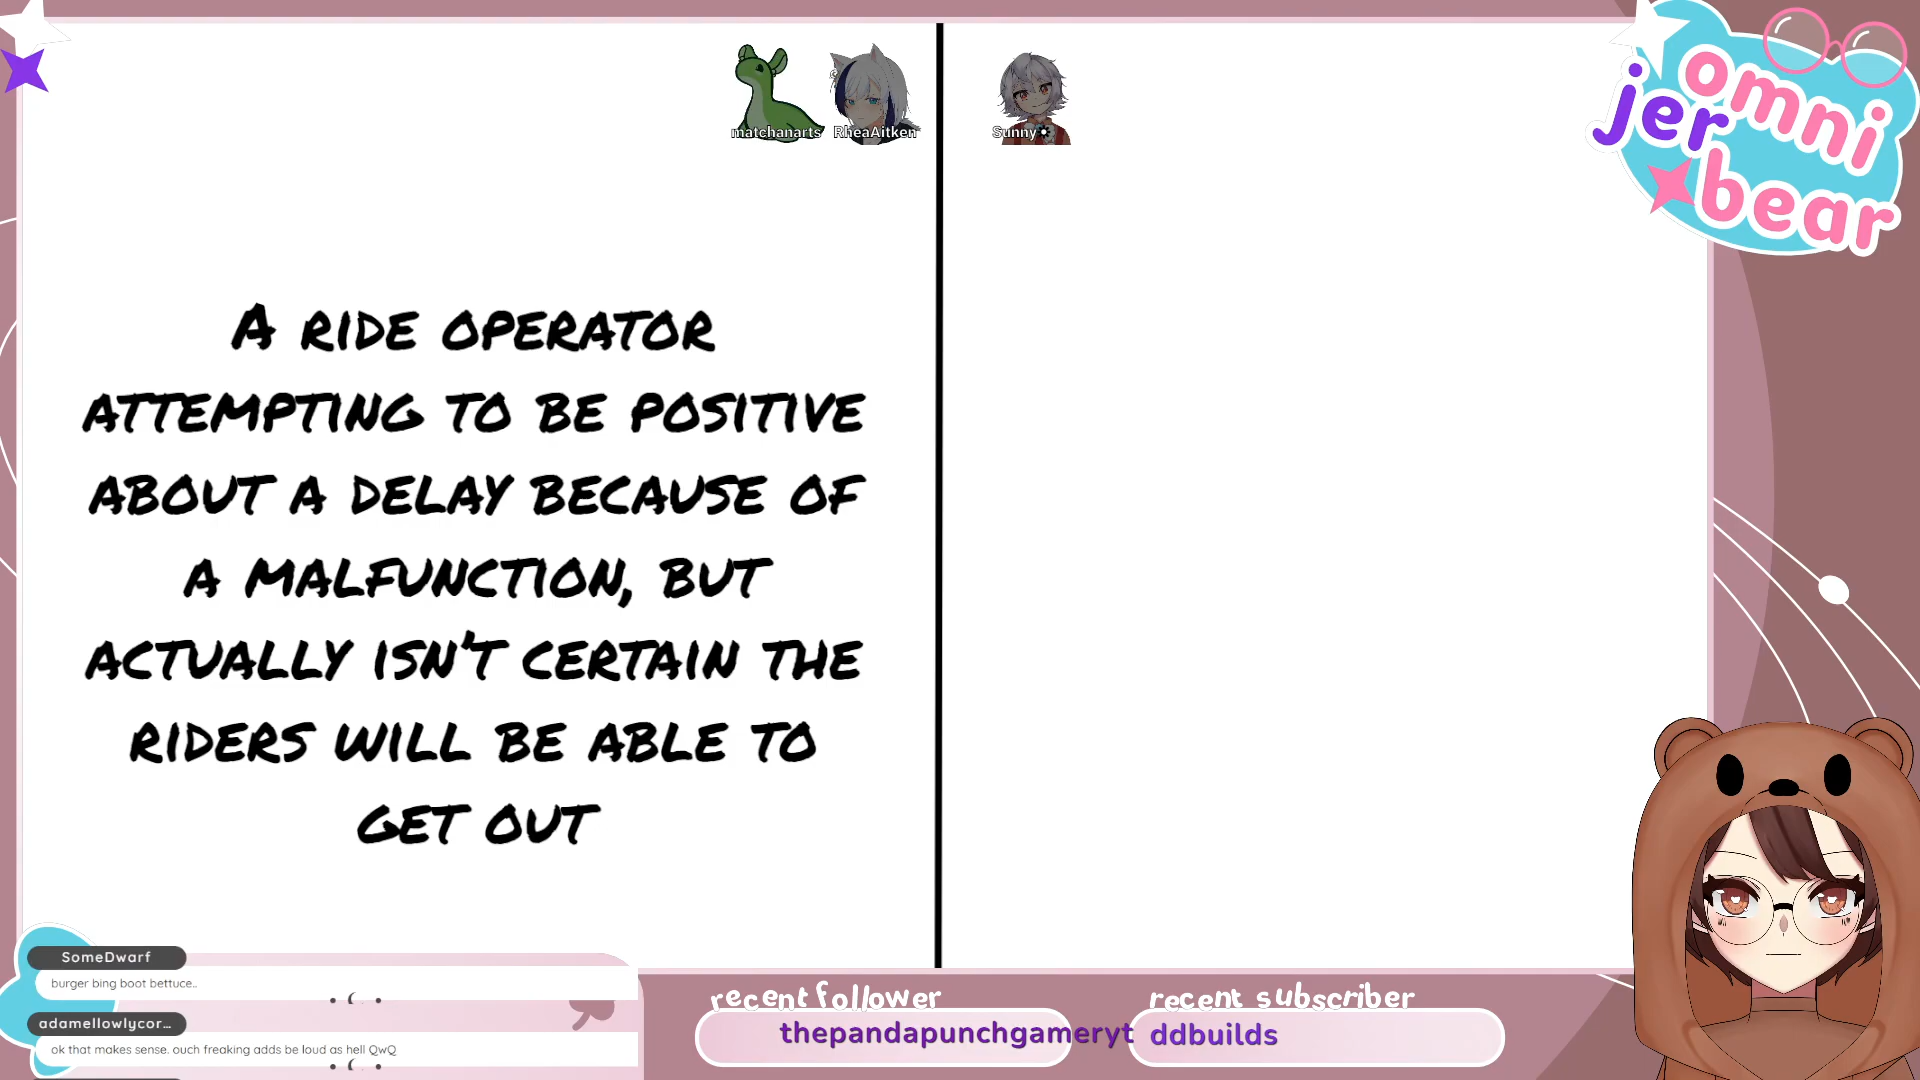 matchanarts RheaAitken
Sunny
omni
jer
bear
A RIDE OPERATOR
ATTEMPTING TO BE POSITIVE
ABOUT A DELAY BECAUSE OF
A MALFUNCTION, BUT
ACTUALLY ISN'T CERTAIN THE
RIDERS WILL BE ABLE TO
GET OUT
SomeDwarf
burger bing boot bettuce..
adamellowlycor...
ok that makes sense. ouch freaking adds be loud as hell QwQ
recent follower
thepandapunchgameryt
recent subscriber
ddbuilds